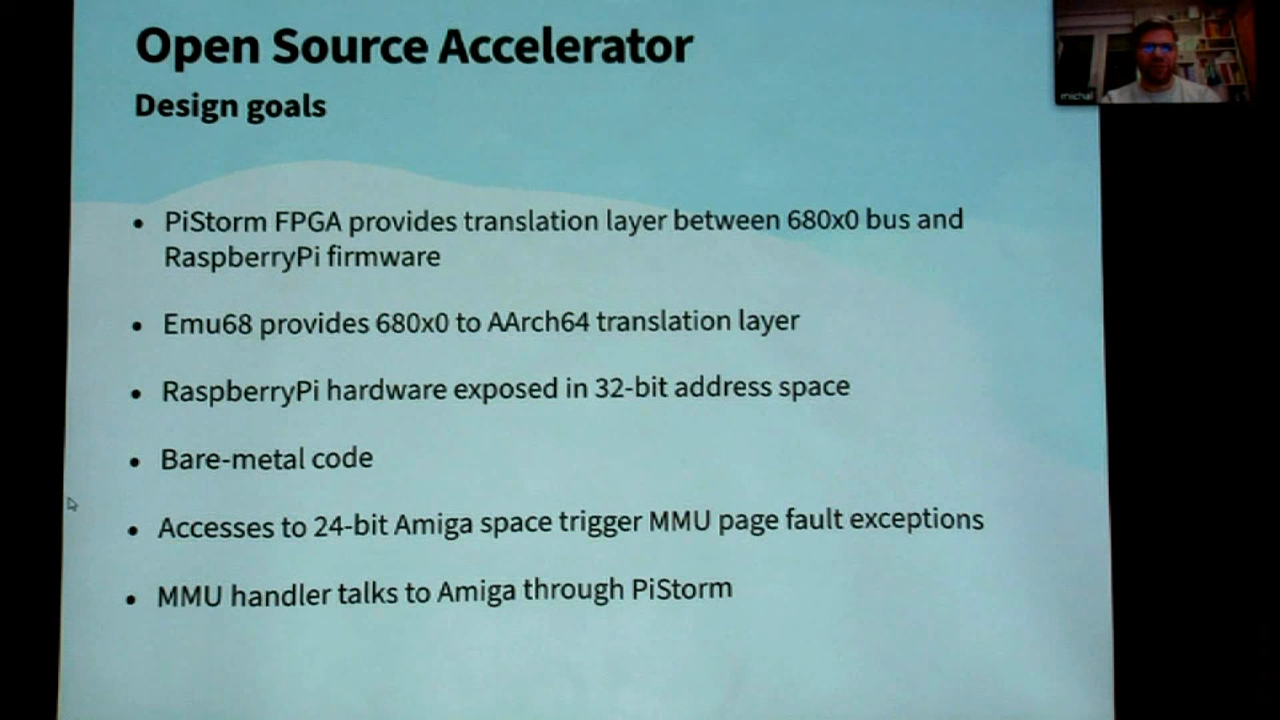 Open Source Accelerator
Design goals
michal
• PiStorm FPGA provides translation layer between 680x0 bus and
RaspberryPi firmware
• Emu68 provides 680x0 to AArch64 translation layer
• RaspberryPi hardware exposed in 32-bit address space
• Bare-metal code
• Accesses to 24-bit Amiga space trigger MMU page fault exceptions
• MMU handler talks to Amiga through PiStorm